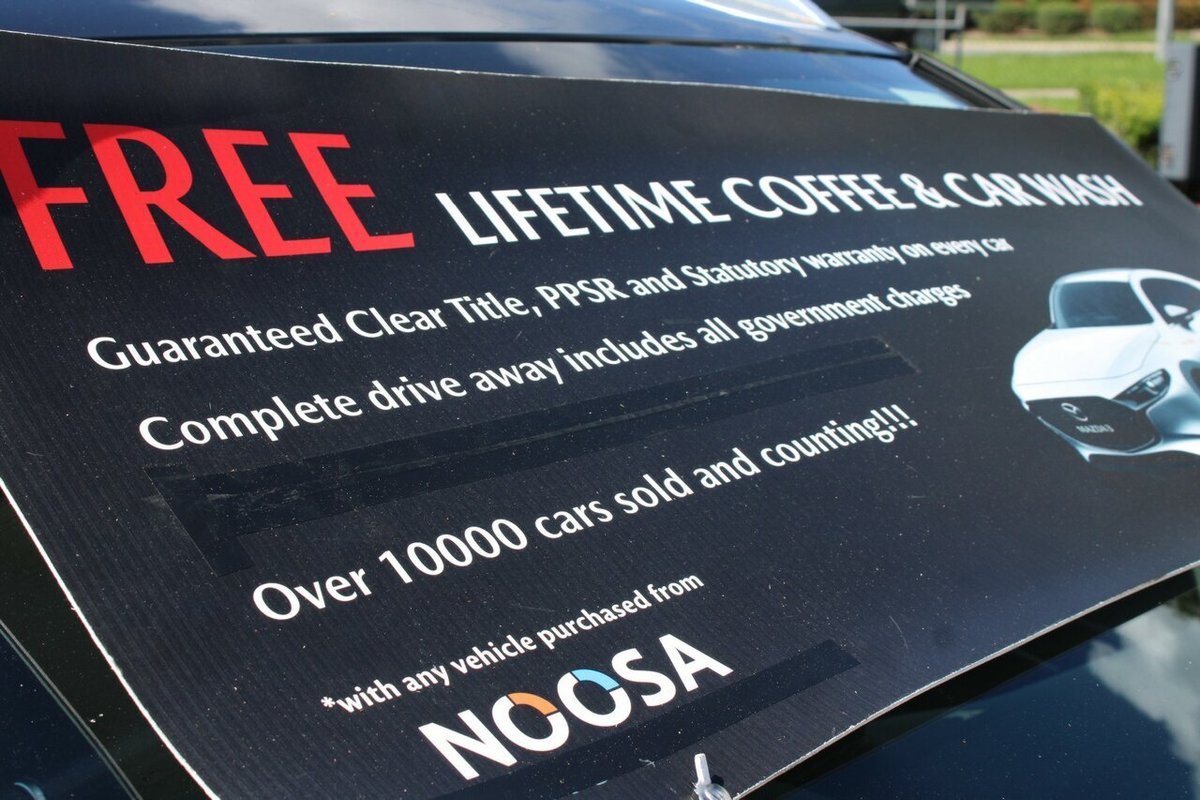 FREE LIFETIME COFFEE & CAR WASH
Guaranteed Clear Title, PPSR and Statutory warranty on every car
Complete drive away includes all government charges
Over 10000 cars sold and counting!!!
*with any vehicle purchased from
NOOSA
MAZDA3